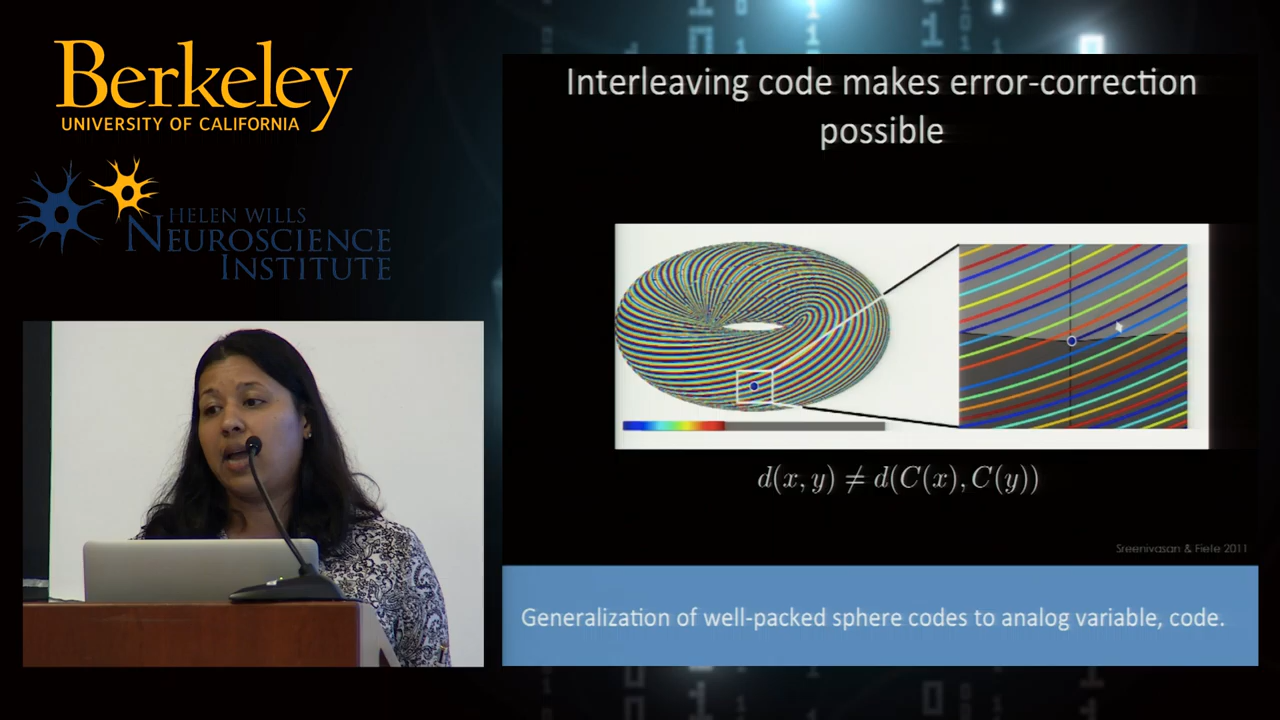 Berkeley
UNIVERSITY OF CALIFORNIA
HELEN WILLS
NEUROSCIENCE
INSTITUTE
Interleaving code makes error-correction
possible
d(x, y) ≠ d(C(x), C(y))
Sreenivasan & Fiete 2011
Generalization of well-packed sphere codes to analog variable, code.